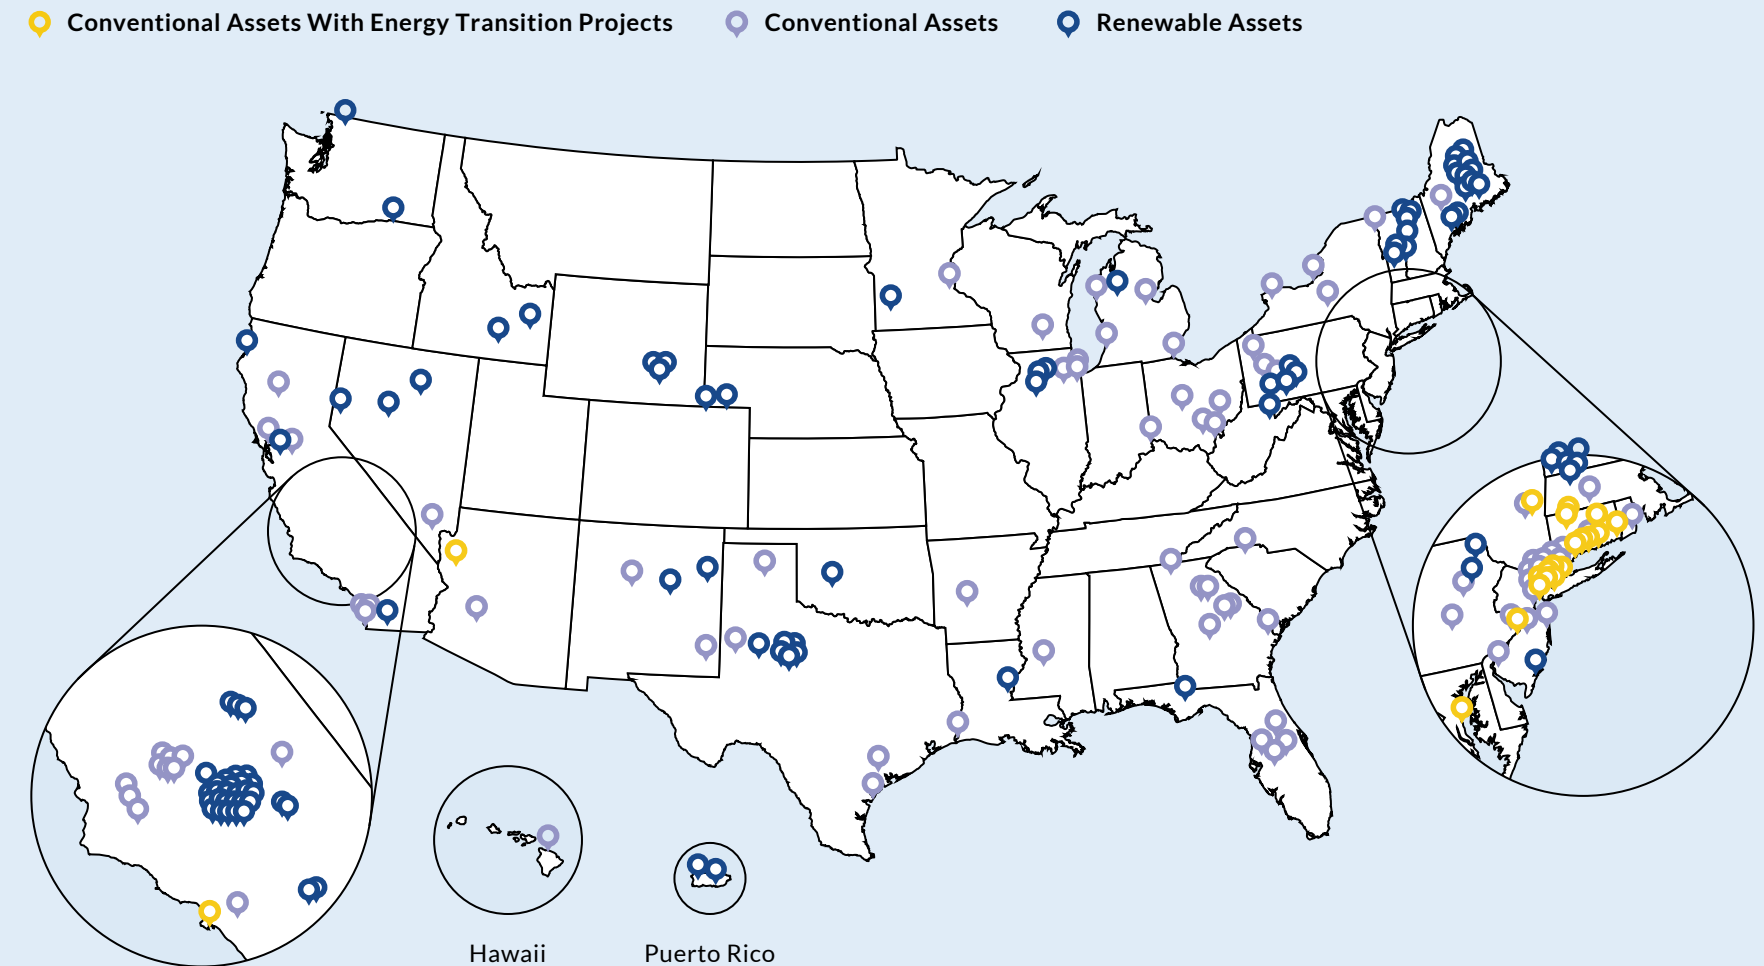 Conventional Assets With Energy Transition Projects Conventional Assets Renewable Assets
Hawaii Puerto Rico